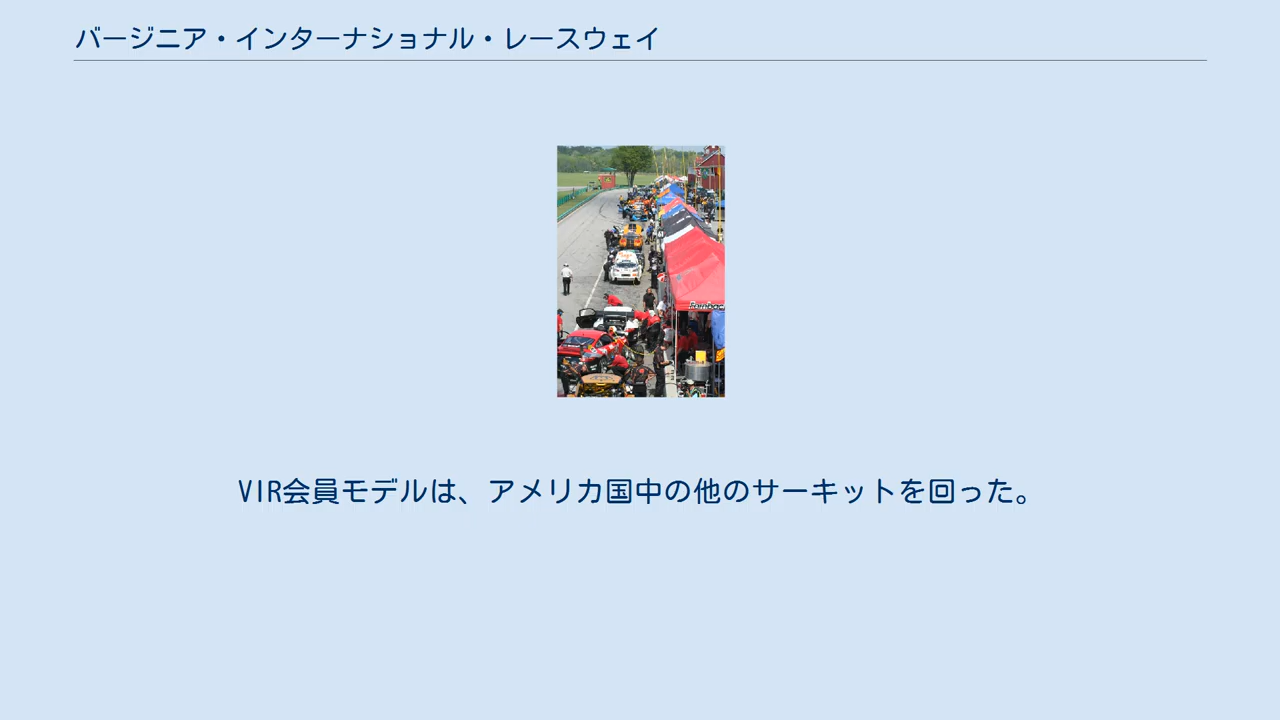 バージニア・インターナショナル・レースウェイ
VIR会員モデルは、アメリカ国中の他のサーキットを回った。